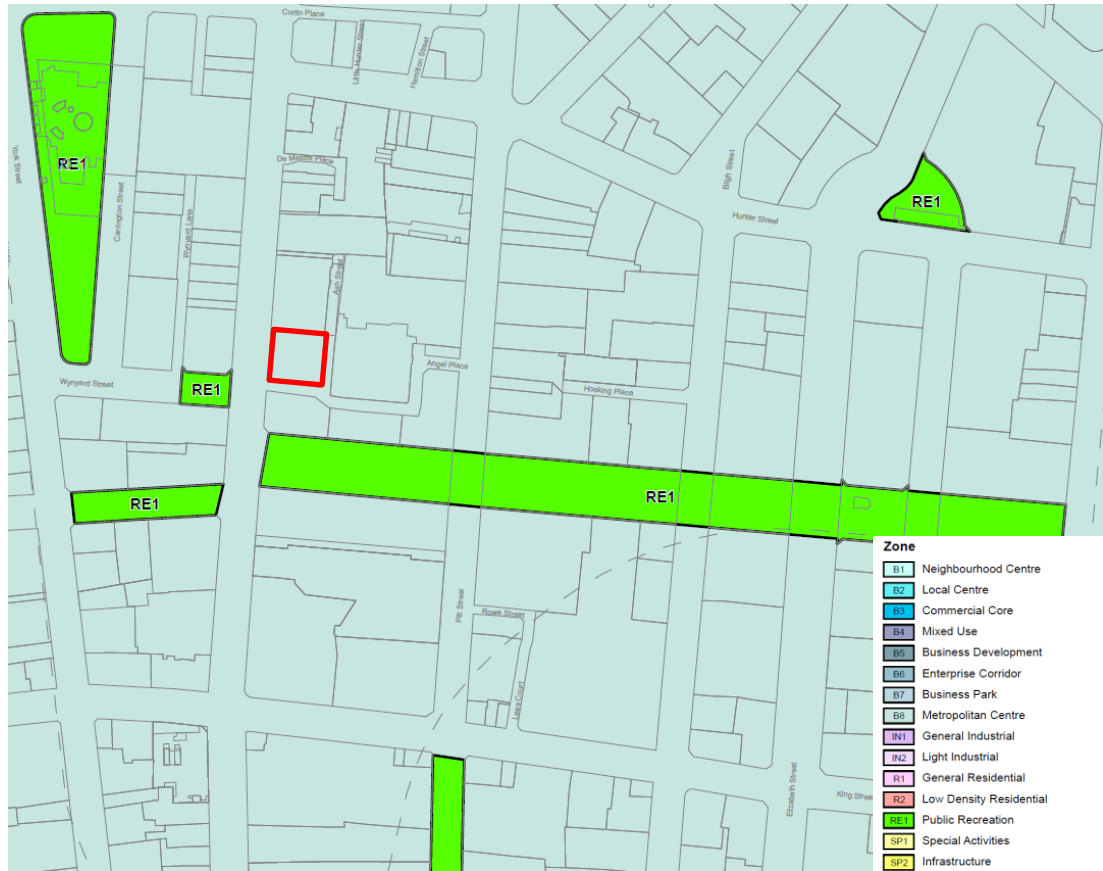 Curtin Place
Little Hunter Street
Hamilton Street
York Street
RE1
De Mestre Place
Carrington Street
Wynyard Lane
Ash Street
Bligh Street
Hunter Street
RE1
Wynyard Street
RE1
Angel Place
Hosking Place
RE1
RE1
Pitt Street
Rowe Street
Lees Court
Elizabeth Street
King Street
Zone
B1 Neighbourhood Centre
B2 Local Centre
B3 Commercial Core
B4 Mixed Use
B5 Business Development
B6 Enterprise Corridor
B7 Business Park
B8 Metropolitan Centre
IN1 General Industrial
IN2 Light Industrial
R1 General Residential
R2 Low Density Residential
RE1 Public Recreation
SP1 Special Activities
SP2 Infrastructure